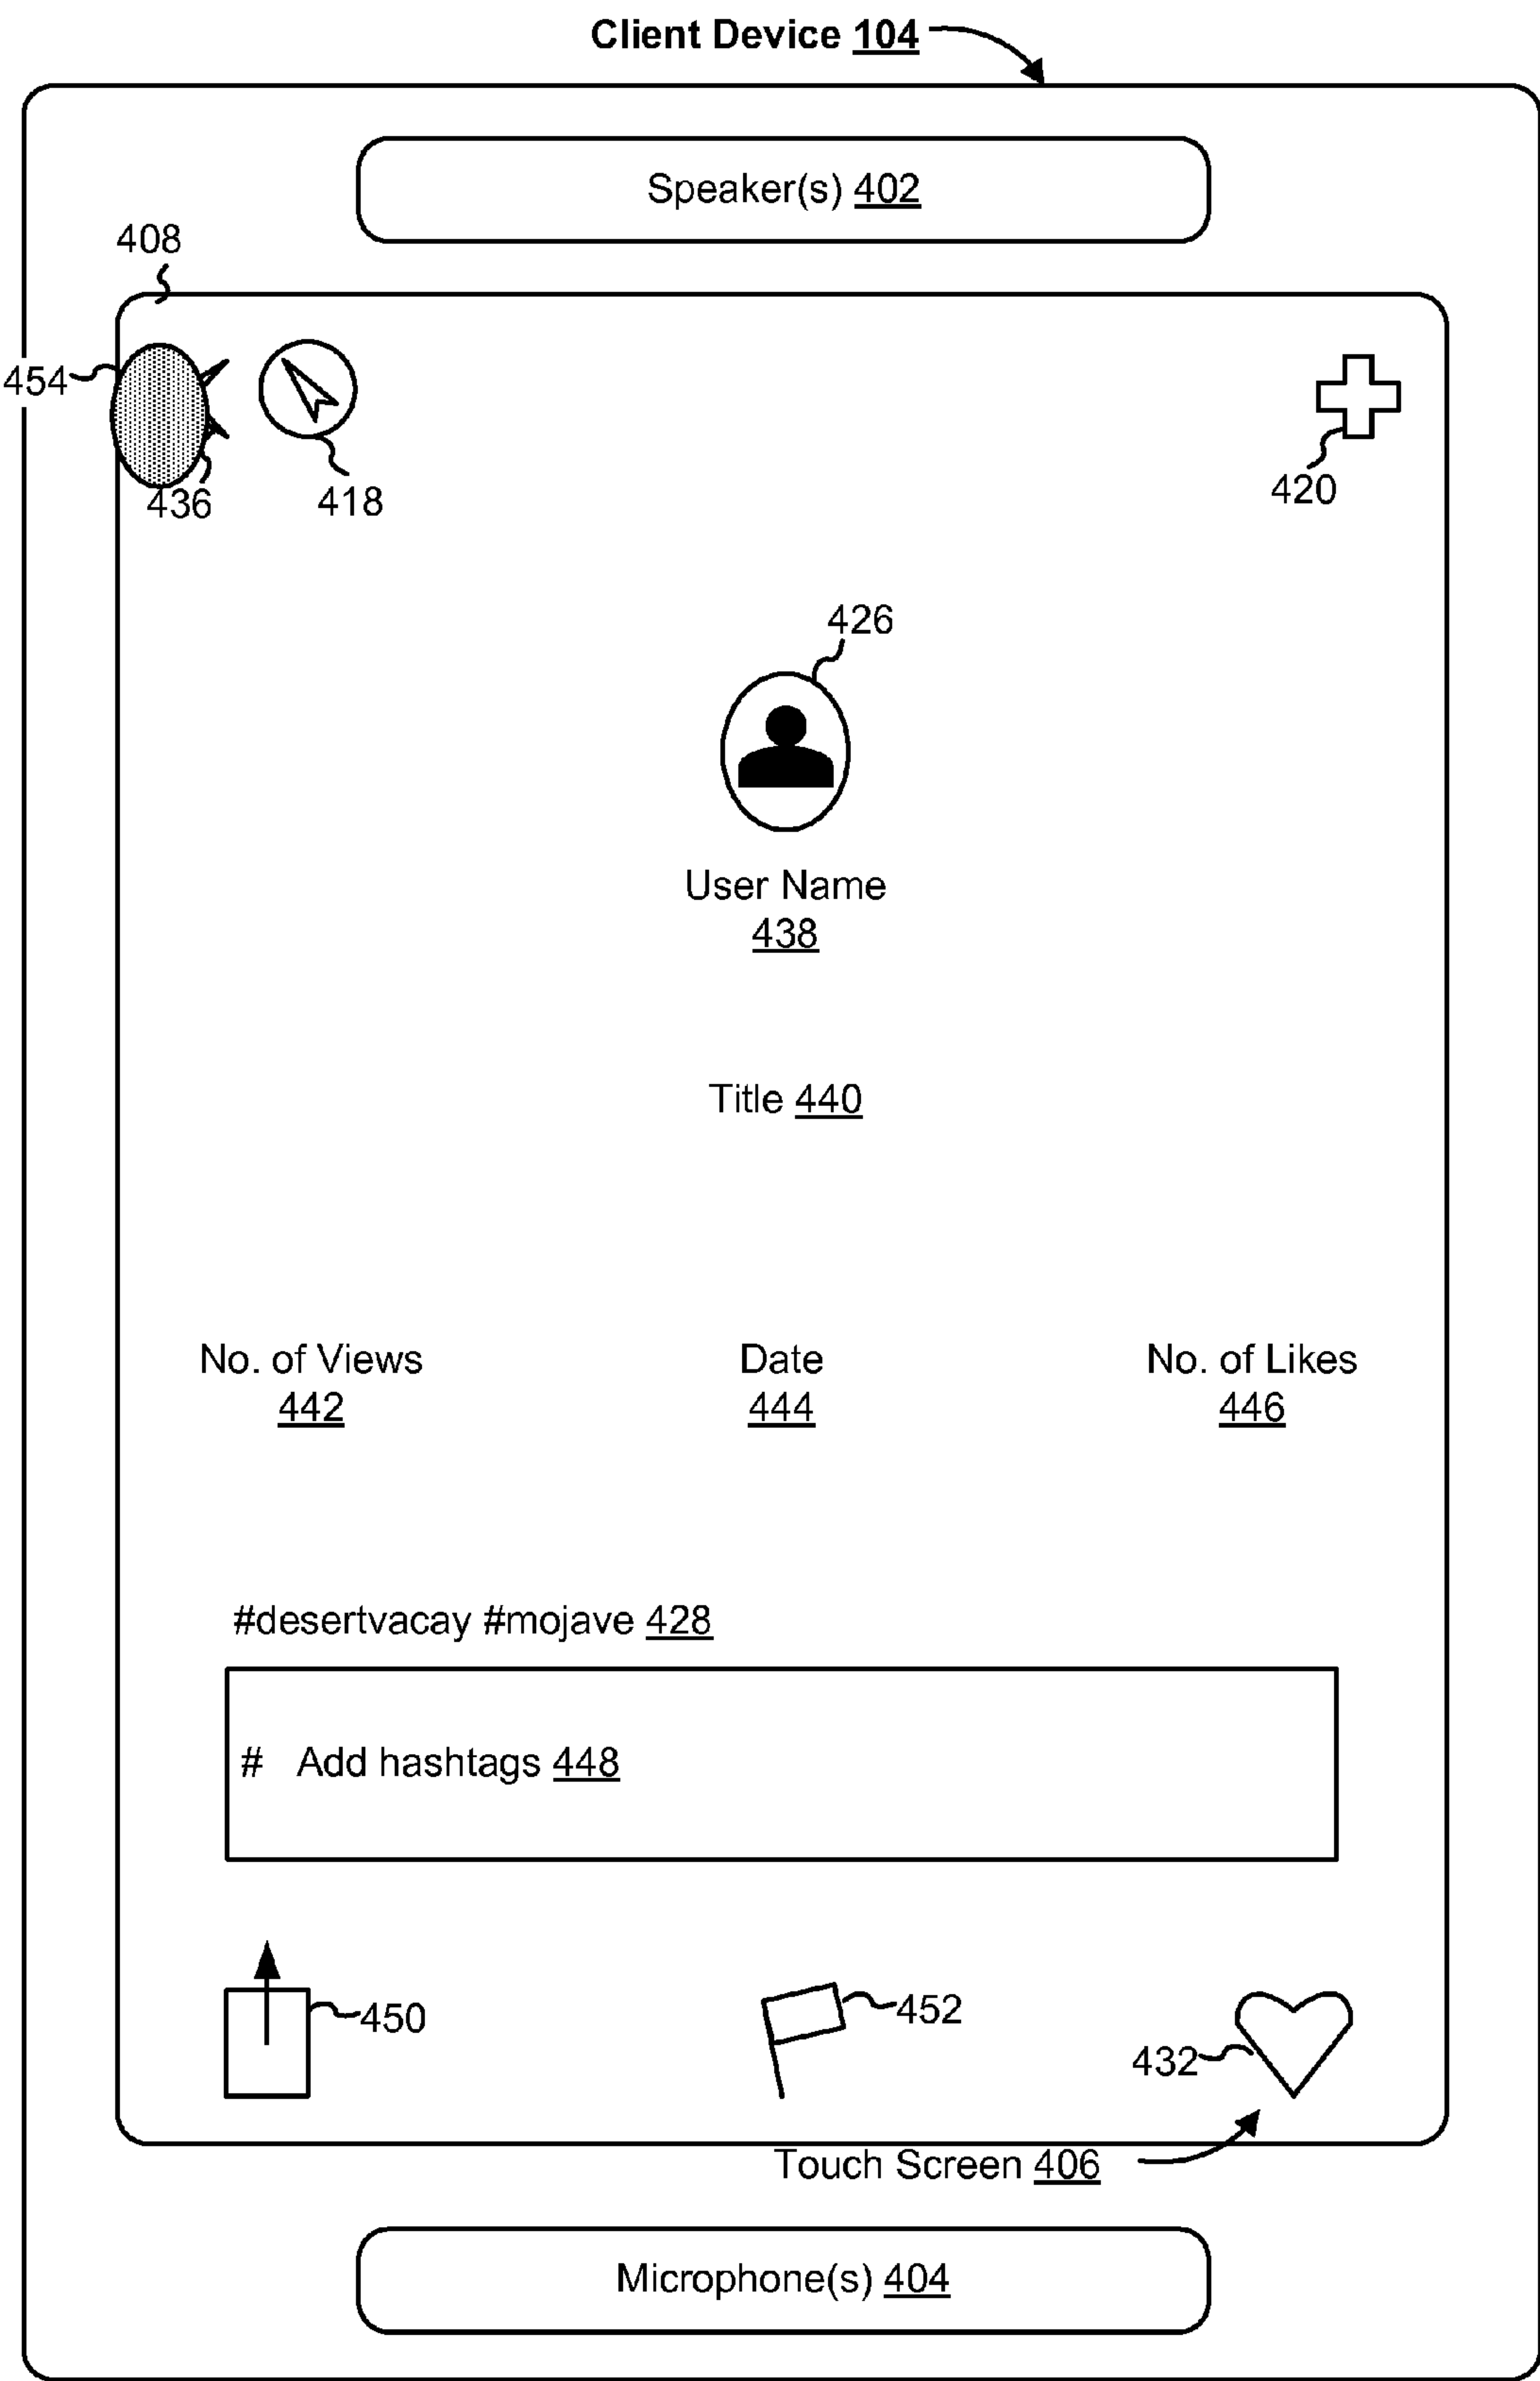 Client Device 104
Speaker(s) 402
408
454
436
418
420
426
User Name
438
Title 440
No. of Views
442
Date
444
No. of Likes
446
#desertvacay #mojave 428
# Add hashtags 448
450
452
432
Touch Screen 406
Microphone(s) 404